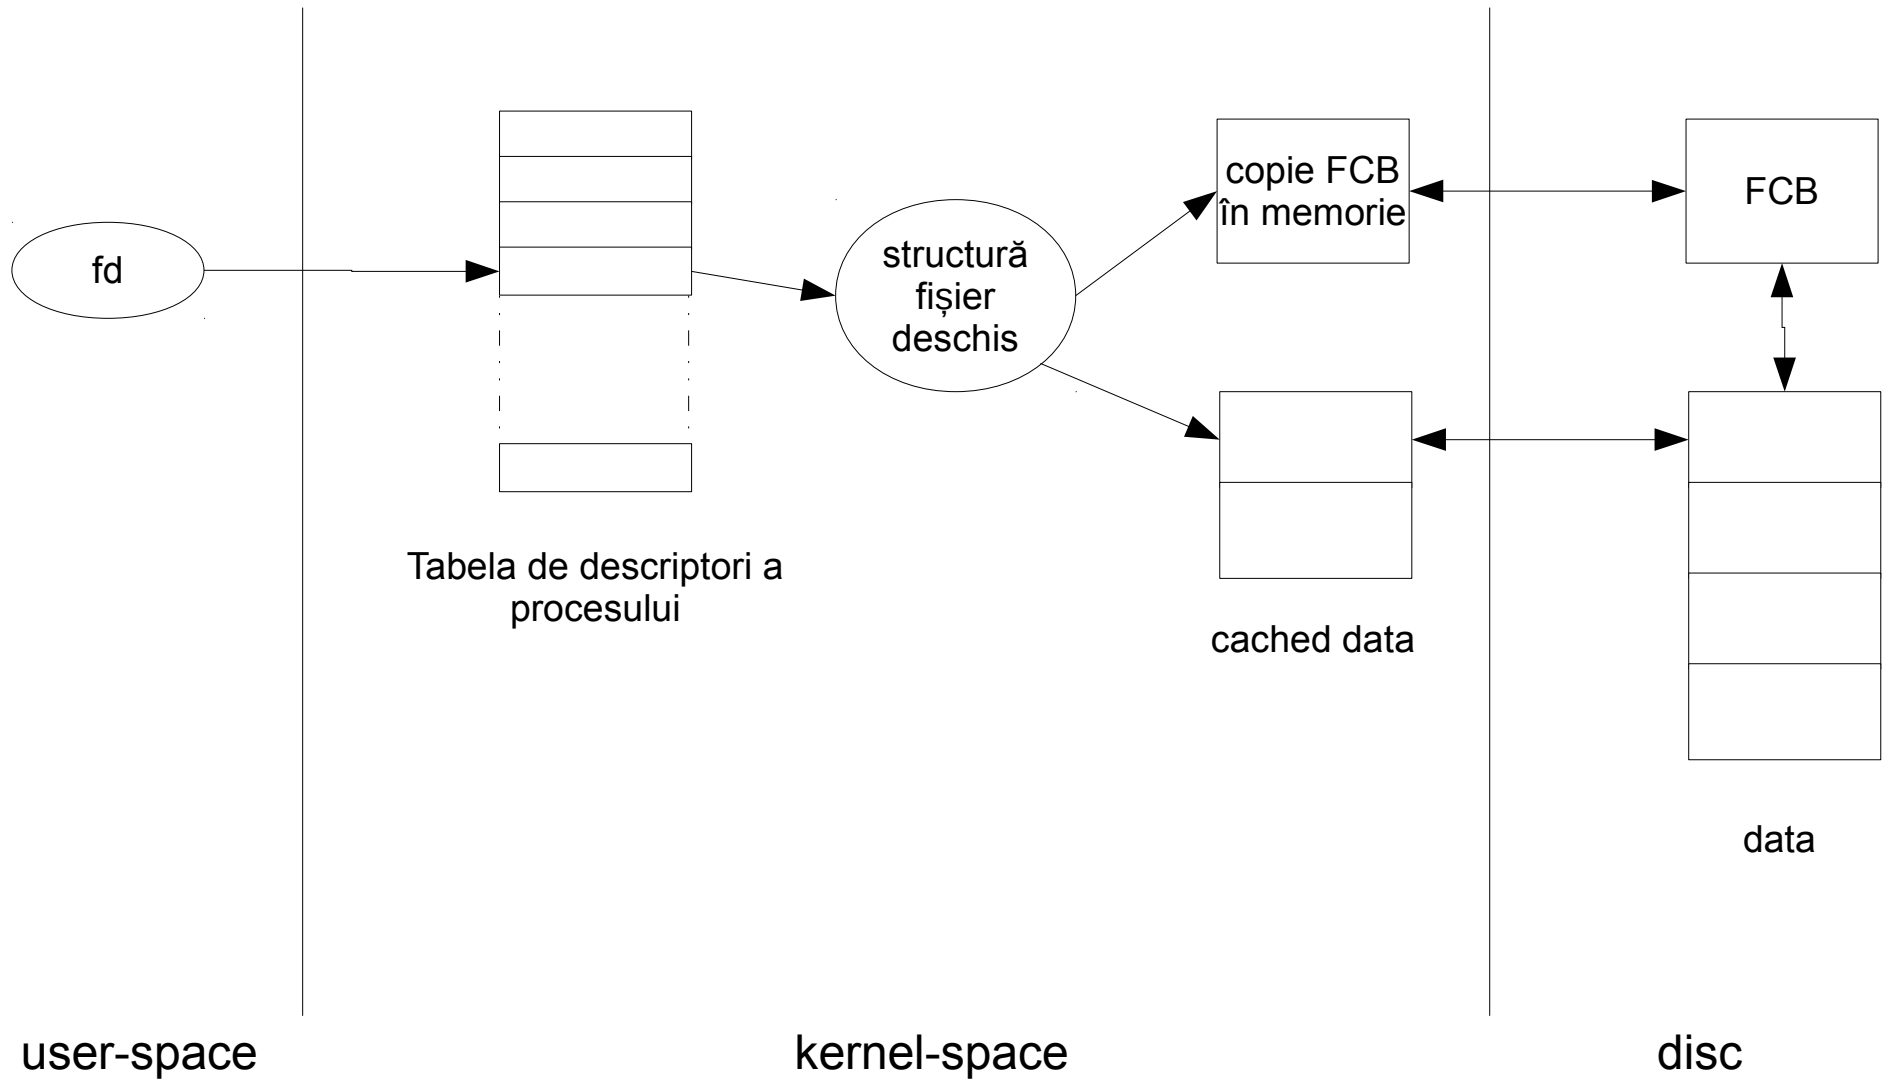 copie FCB
în memorie
FCB
fd
structură
fișier
deschis
Tabela de descriptori a
procesului
cached data
data
user-space
kernel-space
disc